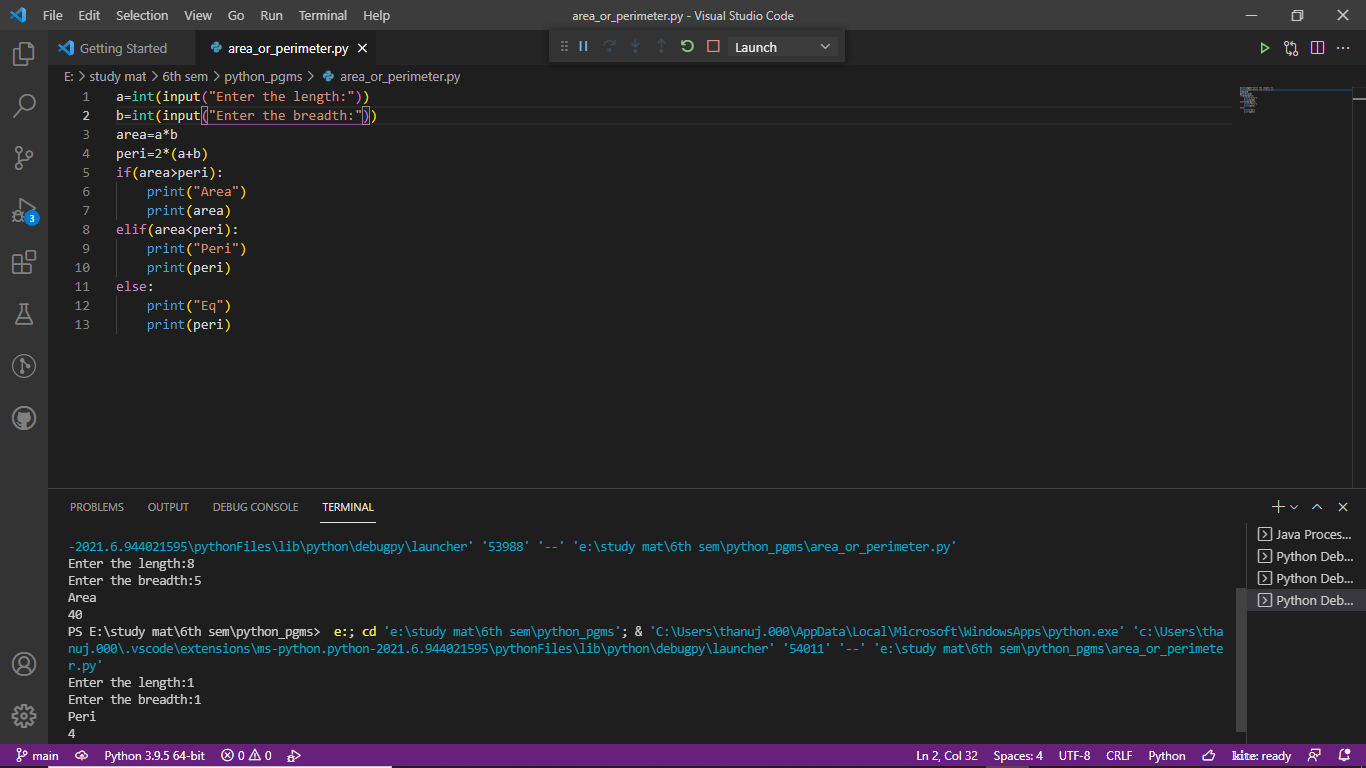 File Edit Selection View Go Run Terminal Help area_or_perimeter.py - Visual Studio Code
Getting Started area_or_perimeter.py Launch
E: > study mat > 6th sem > python_pgms > area_or_perimeter.py
1 a=int(input("Enter the length:"))
2 b=int(input("Enter the breadth:"))
3 area=a*b
4 peri=2*(a+b)
5 if(area>peri):
6     print("Area")
7     print(area)
8 elif(area<peri):
9     print("Peri")
10     print(peri)
11 else:
12     print("Eq")
13     print(peri)
3
PROBLEMS OUTPUT DEBUG CONSOLE TERMINAL
-2021.6.944021595\pythonFiles\lib\python\debugpy\launcher' '53988' '--' 'e:\study mat\6th sem\python_pgms\area_or_perimeter.py'
Enter the length:8
Enter the breadth:5
Area
40
PS E:\study mat\6th sem\python_pgms>  e:; cd 'e:\study mat\6th sem\python_pgms'; & 'C:\Users\thanuj.000\AppData\Local\Microsoft\WindowsApps\python.exe' 'c:\Users\tha
nuj.000\.vscode\extensions\ms-python.python-2021.6.944021595\pythonFiles\lib\python\debugpy\launcher' '54011' '--' 'e:\study mat\6th sem\python_pgms\area_or_perimete
r.py'
Enter the length:1
Enter the breadth:1
Peri
4
Java Proces...
Python Deb...
Python Deb...
Python Deb...
main Python 3.9.5 64-bit 0 0 Ln 2, Col 32 Spaces: 4 UTF-8 CRLF Python kite: ready